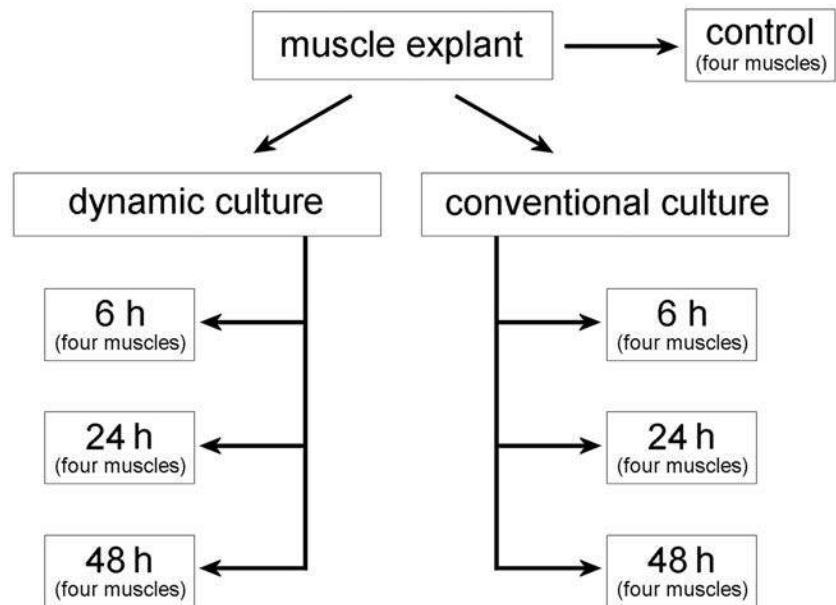 muscle explant
control
(four muscles)
dynamic culture
conventional culture
6 h
(four muscles)
6 h
(four muscles)
24 h
(four muscles)
24 h
(four muscles)
48 h
(four muscles)
48 h
(four muscles)